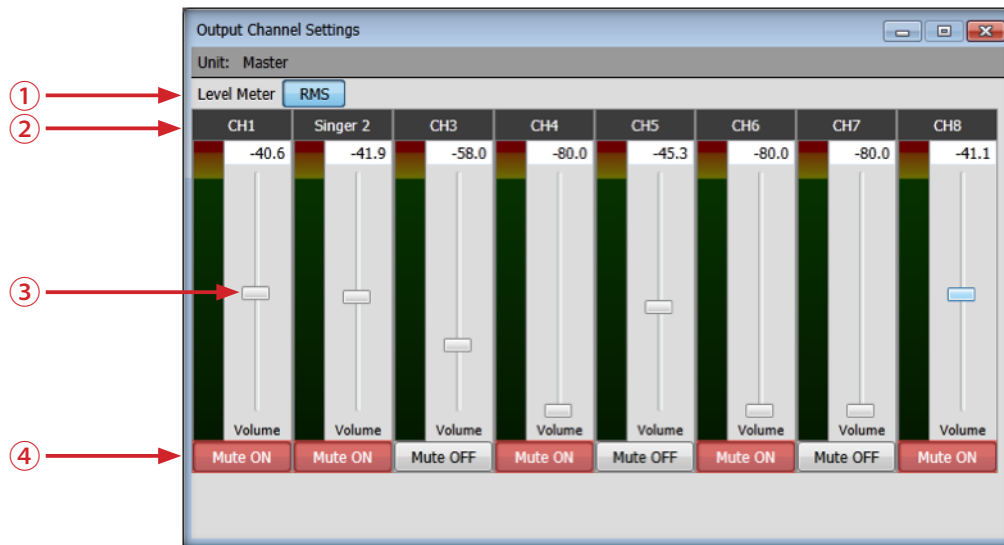 Output Channel Settings
Unit: Master
① Level Meter RMS
② CH1 Singer 2 CH3 CH4 CH5 CH6 CH7 CH8
-40.6 -41.9 -58.0 -80.0 -45.3 -80.0 -80.0 -41.1
③
Volume Volume Volume Volume Volume Volume Volume Volume
④ Mute ON Mute ON Mute OFF Mute ON Mute OFF Mute ON Mute OFF Mute ON